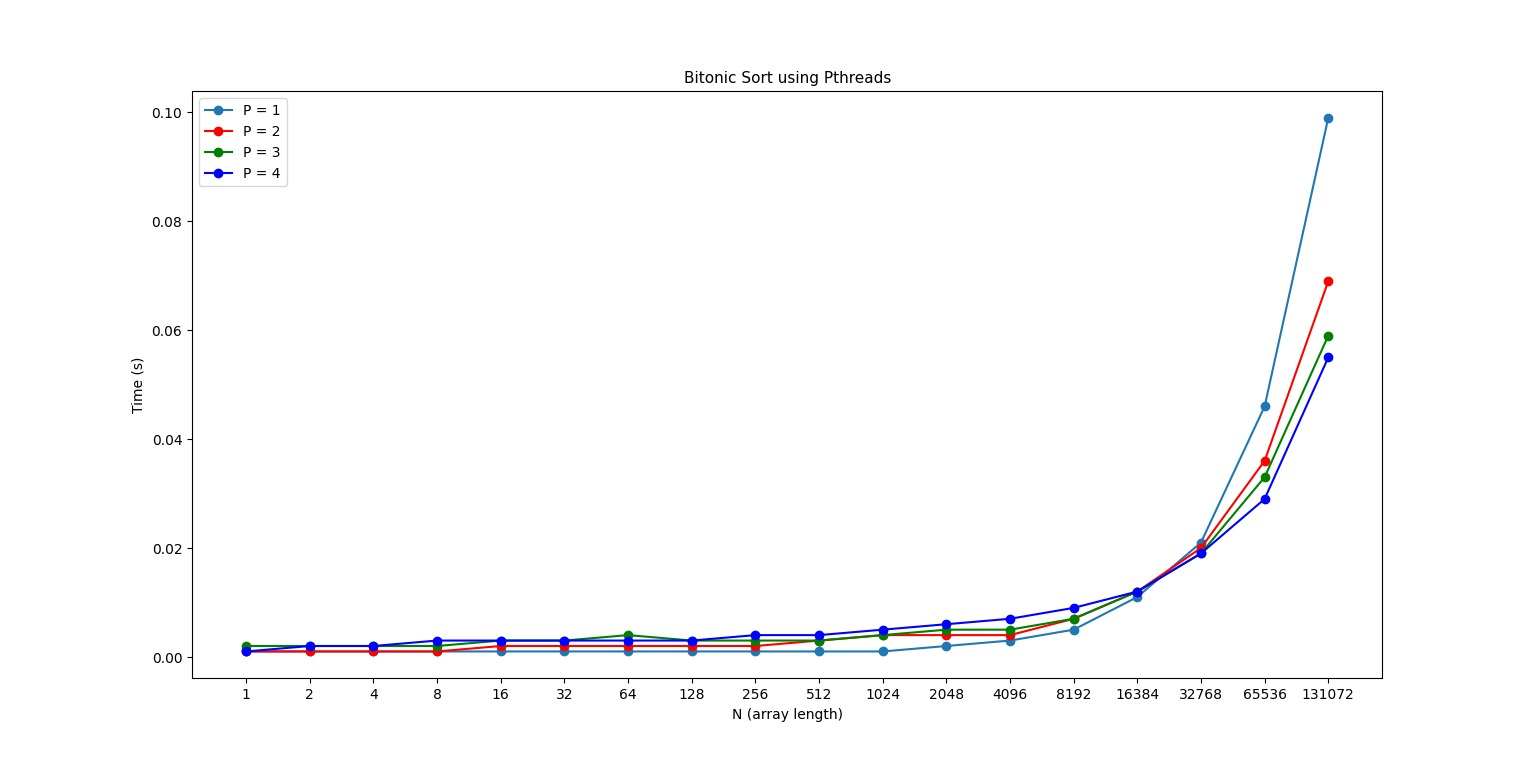 Bitonic Sort using Pthreads
P = 1
P = 2
P = 3
P = 4
0.10
0.08
0.06
0.04
0.02
0.00
Time (s)
1 2 4 8 16 32 64 128 256 512 1024 2048 4096 8192 16384 32768 65536 131072
N (array length)